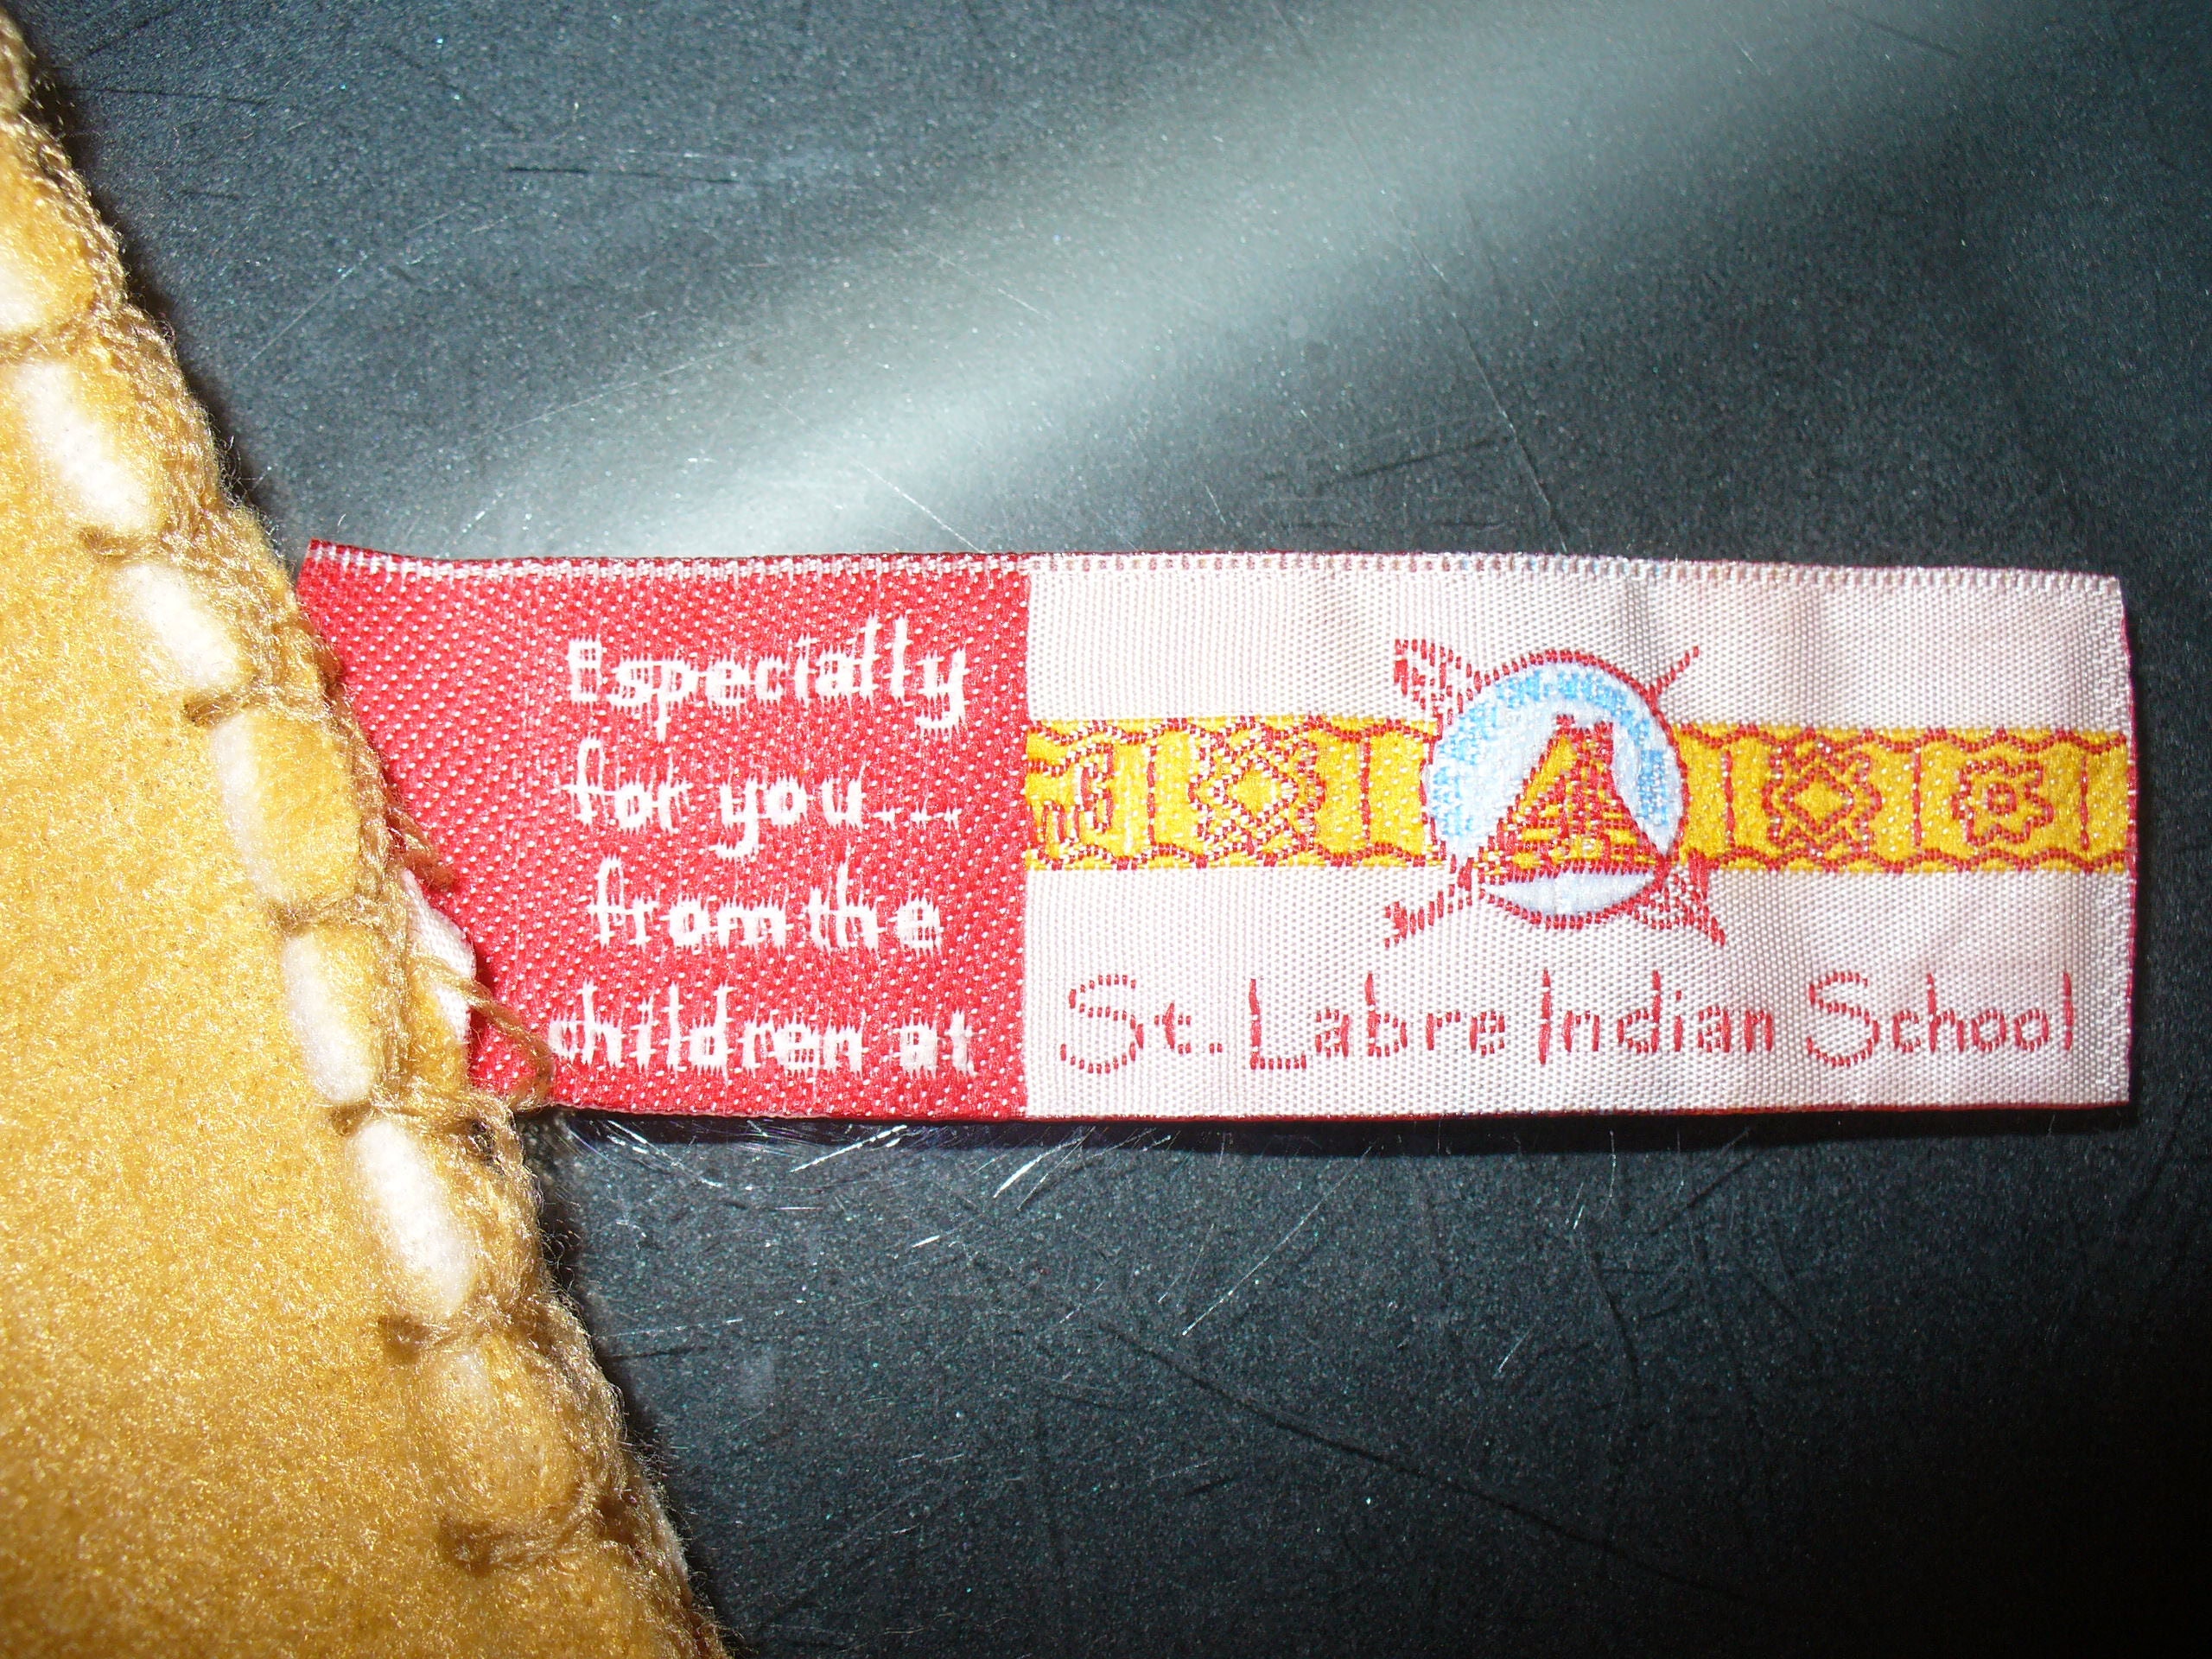 Especially
for you....
from the
children at
St. Labre Indian School